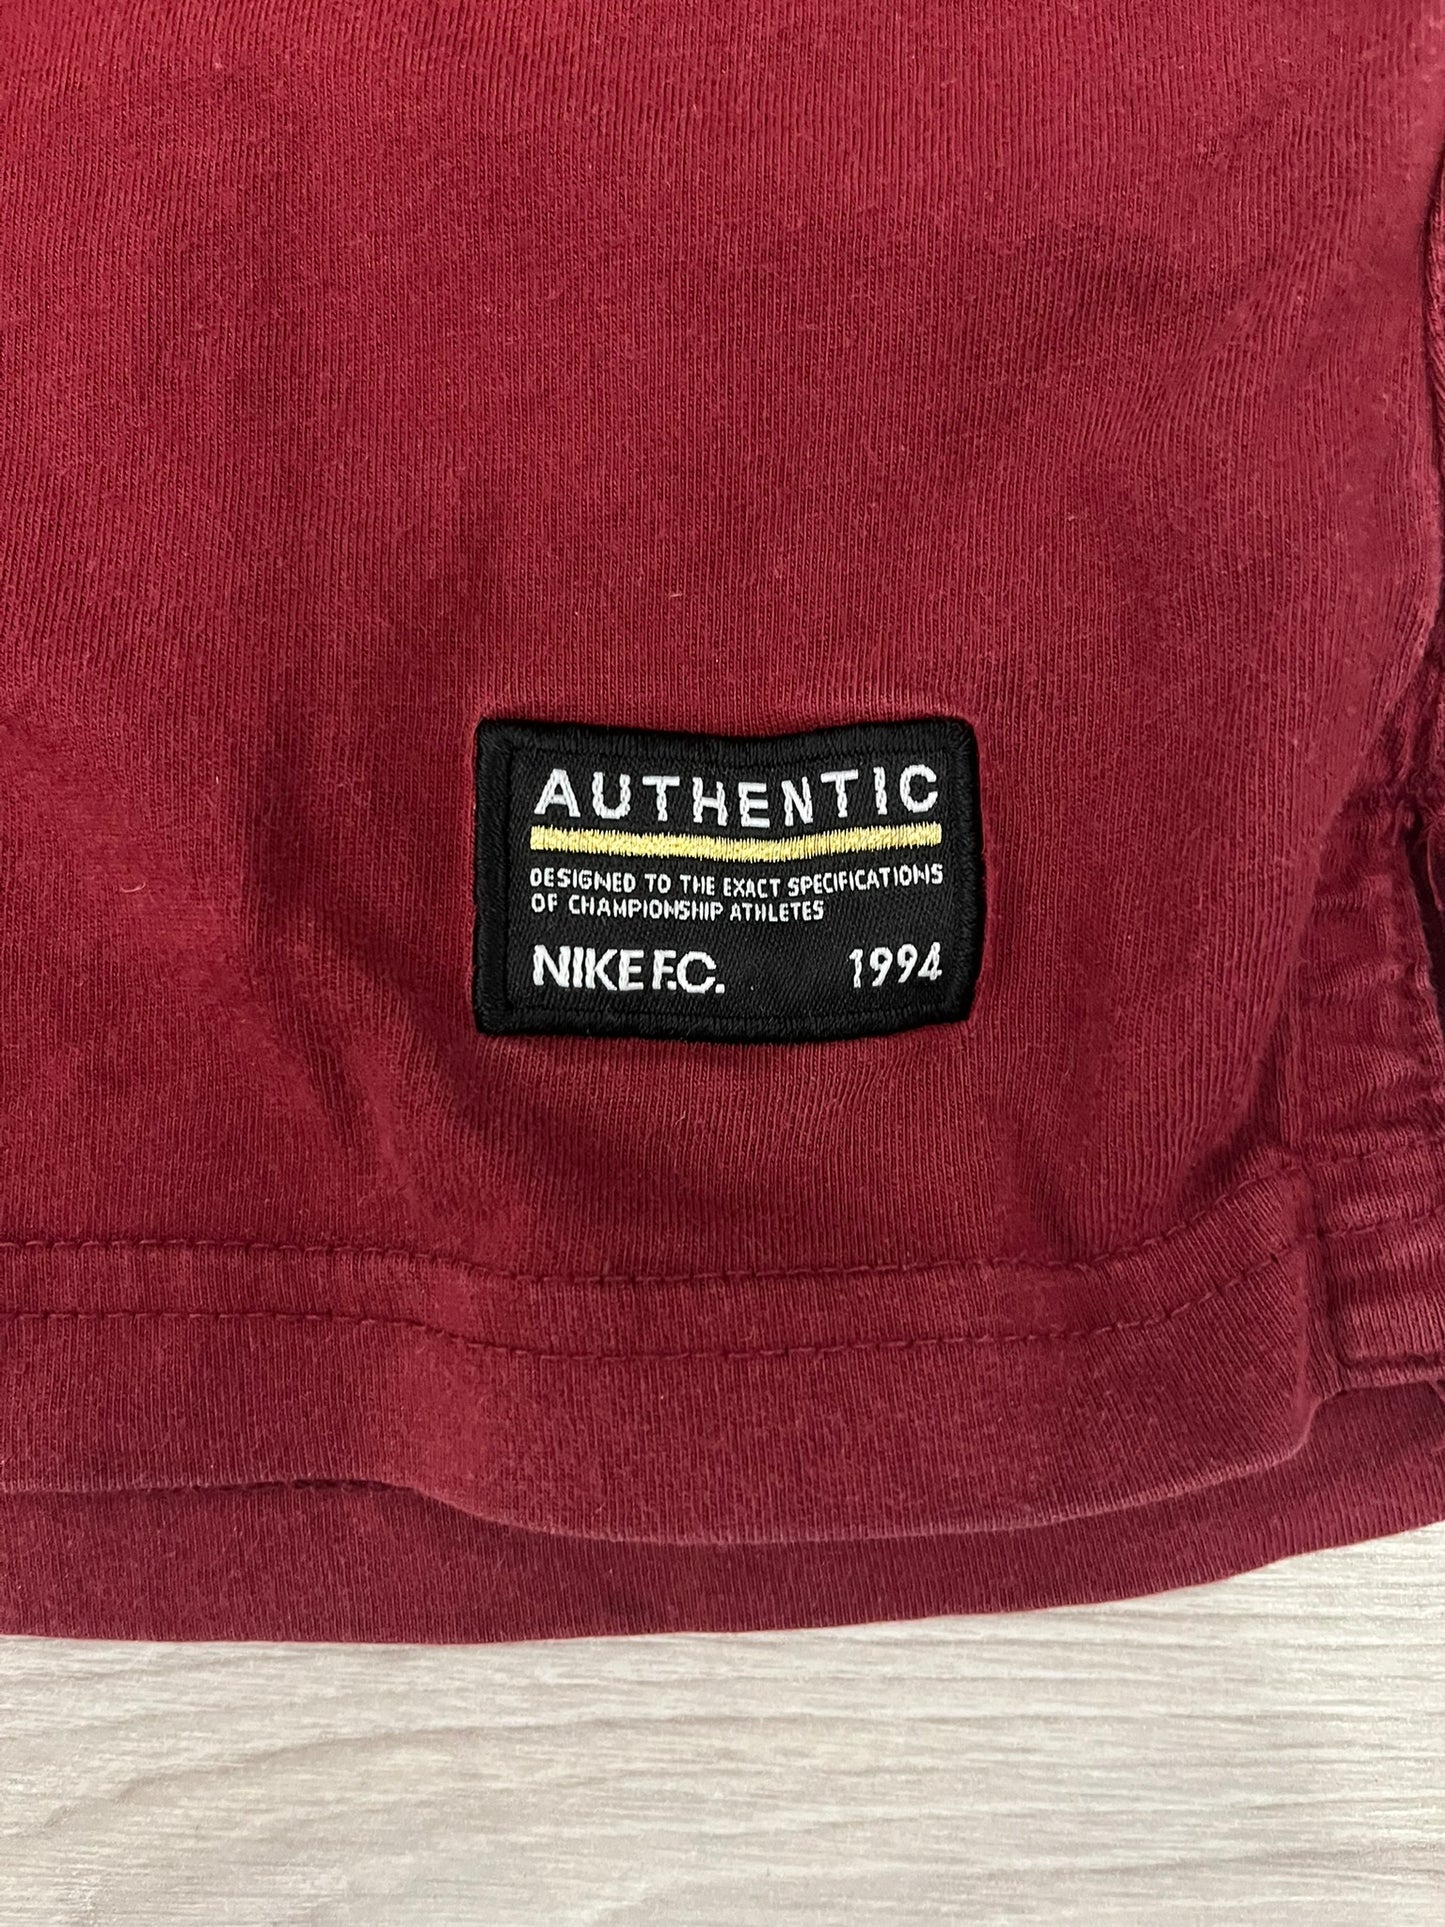 AUTHENTIC
DESIGNED TO THE EXACT SPECIFICATIONS
OF CHAMPIONSHIP ATHLETES
NIKE F.C. 1994